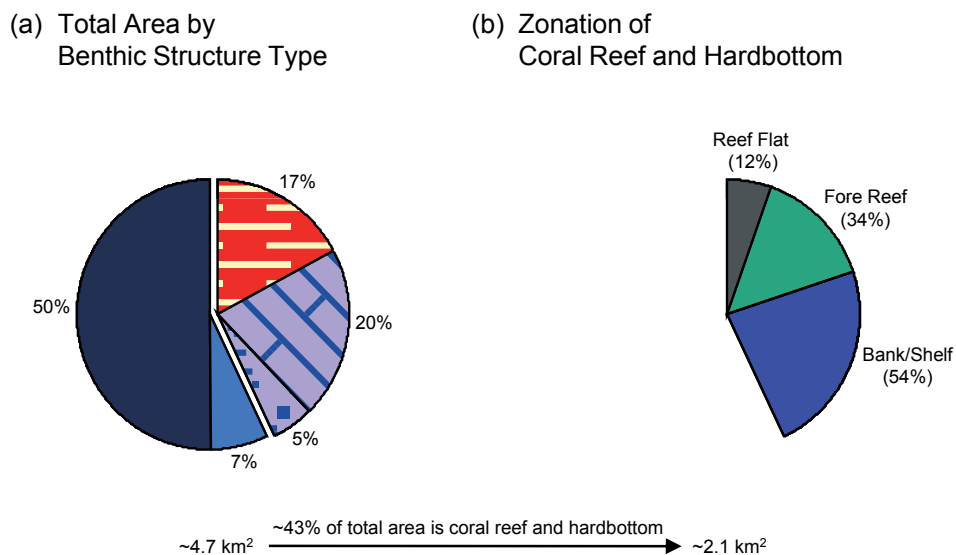 (a) Total Area by
Benthic Structure Type
(b) Zonation of
Coral Reef and Hardbottom
17%
50%
20%
5%
7%
Reef Flat
(12%)
Fore Reef
(34%)
Bank/Shelf
(54%)
~4.7 km²
~43% of total area is coral reef and hardbottom
~2.1 km²